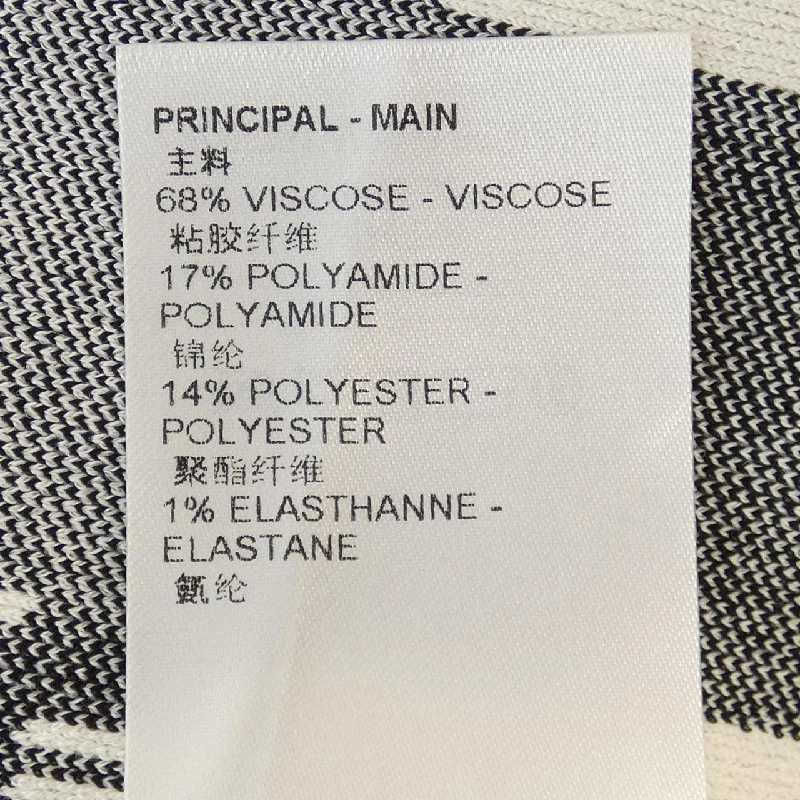 PRINCIPAL - MAIN
主料
68% VISCOSE - VISCOSE
粘胶纤维
17% POLYAMIDE -
POLYAMIDE
锦纶
14% POLYESTER -
POLYESTER
聚酯纤维
1% ELASTHANNE -
ELASTANE
氨纶